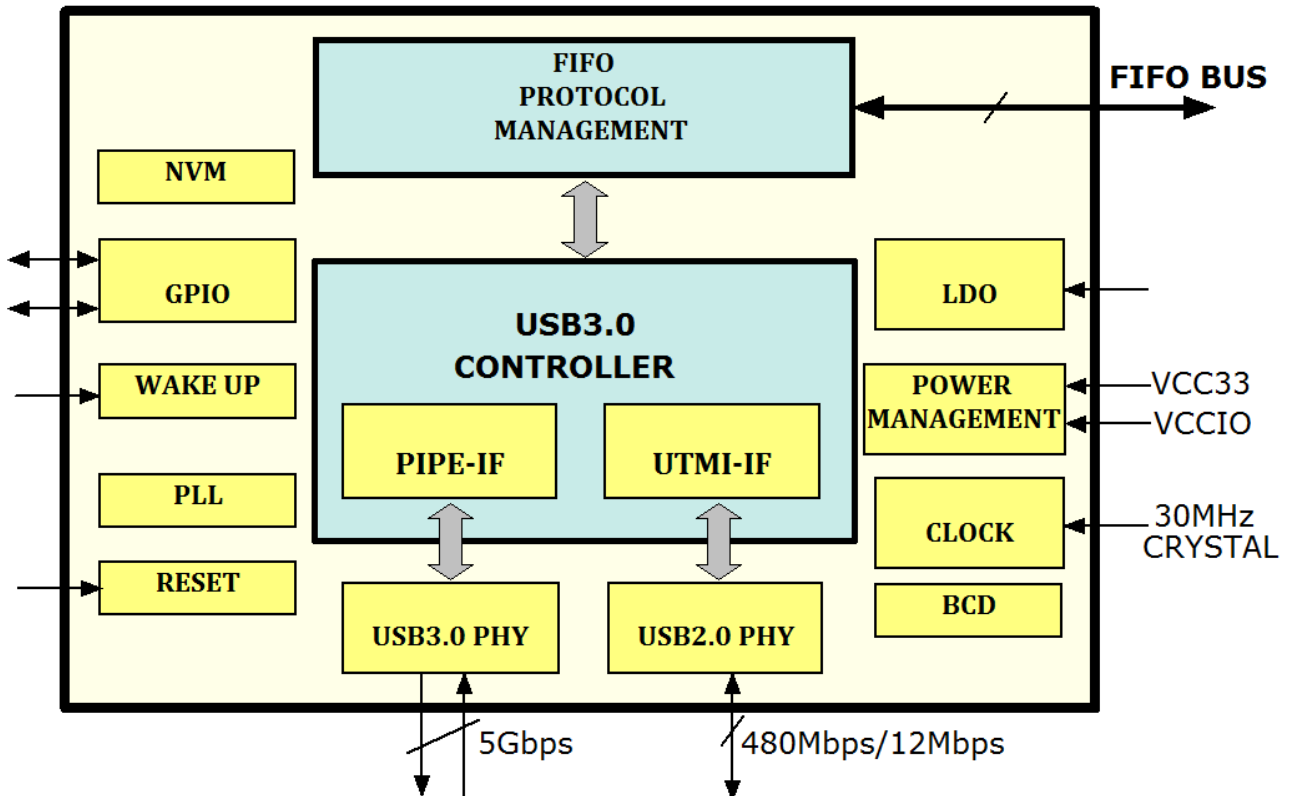 FIFO
PROTOCOL
MANAGEMENT
FIFO BUS
NVM
GPIO
LDO
USB3.0
CONTROLLER
WAKE UP
POWER
MANAGEMENT
VCC33
VCCIO
PIPE-IF
UTMI-IF
PLL
CLOCK
30MHz
CRYSTAL
RESET
BCD
USB3.0 PHY
USB2.0 PHY
5Gbps
480Mbps/12Mbps